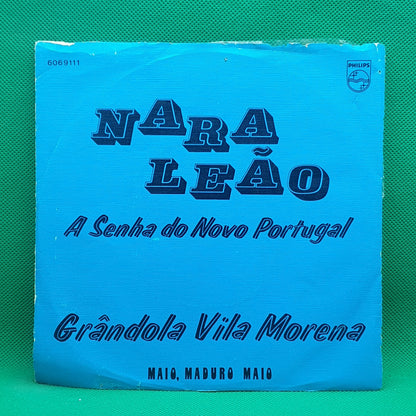 6069111
PHILIPS
NARA
LEÃO
A Senha do Novo Portugal
Grândola Vila Morena
MAIO, MADURO MAIO